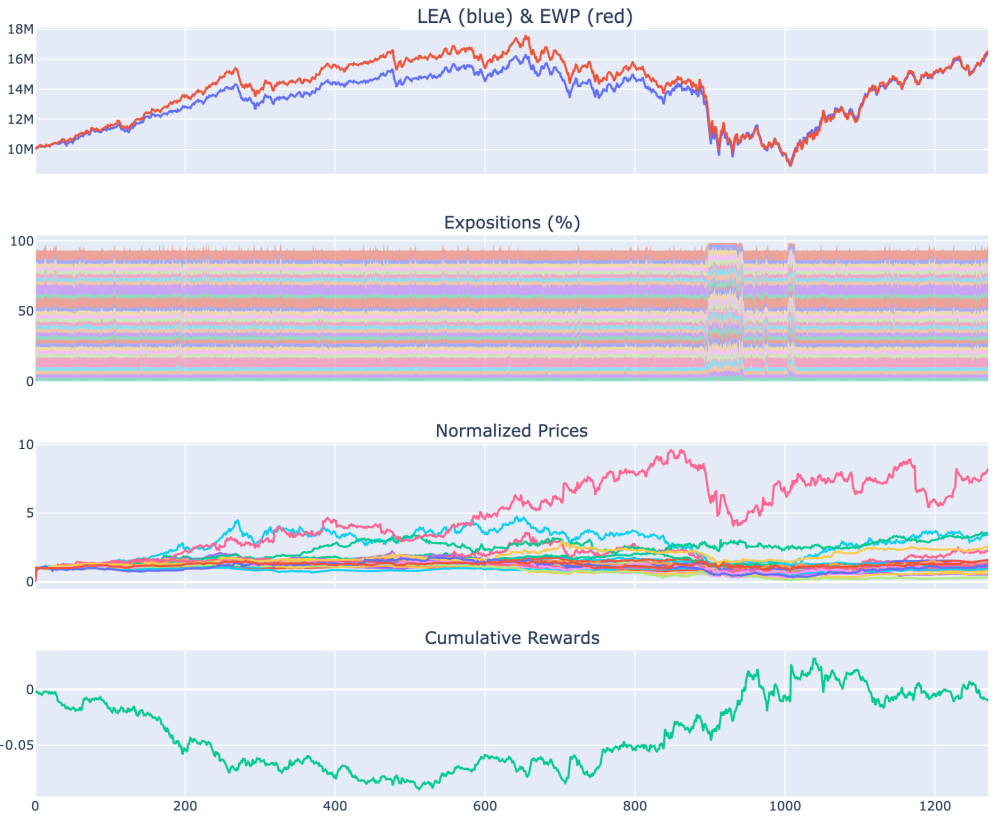 LEA (blue) & EWP (red)
18M
16M
14M
12M
10M
Expositions (%)
100
50
0
Normalized Prices
10
5
0
Cumulative Rewards
0
−0.05
0 200 400 600 800 1000 1200